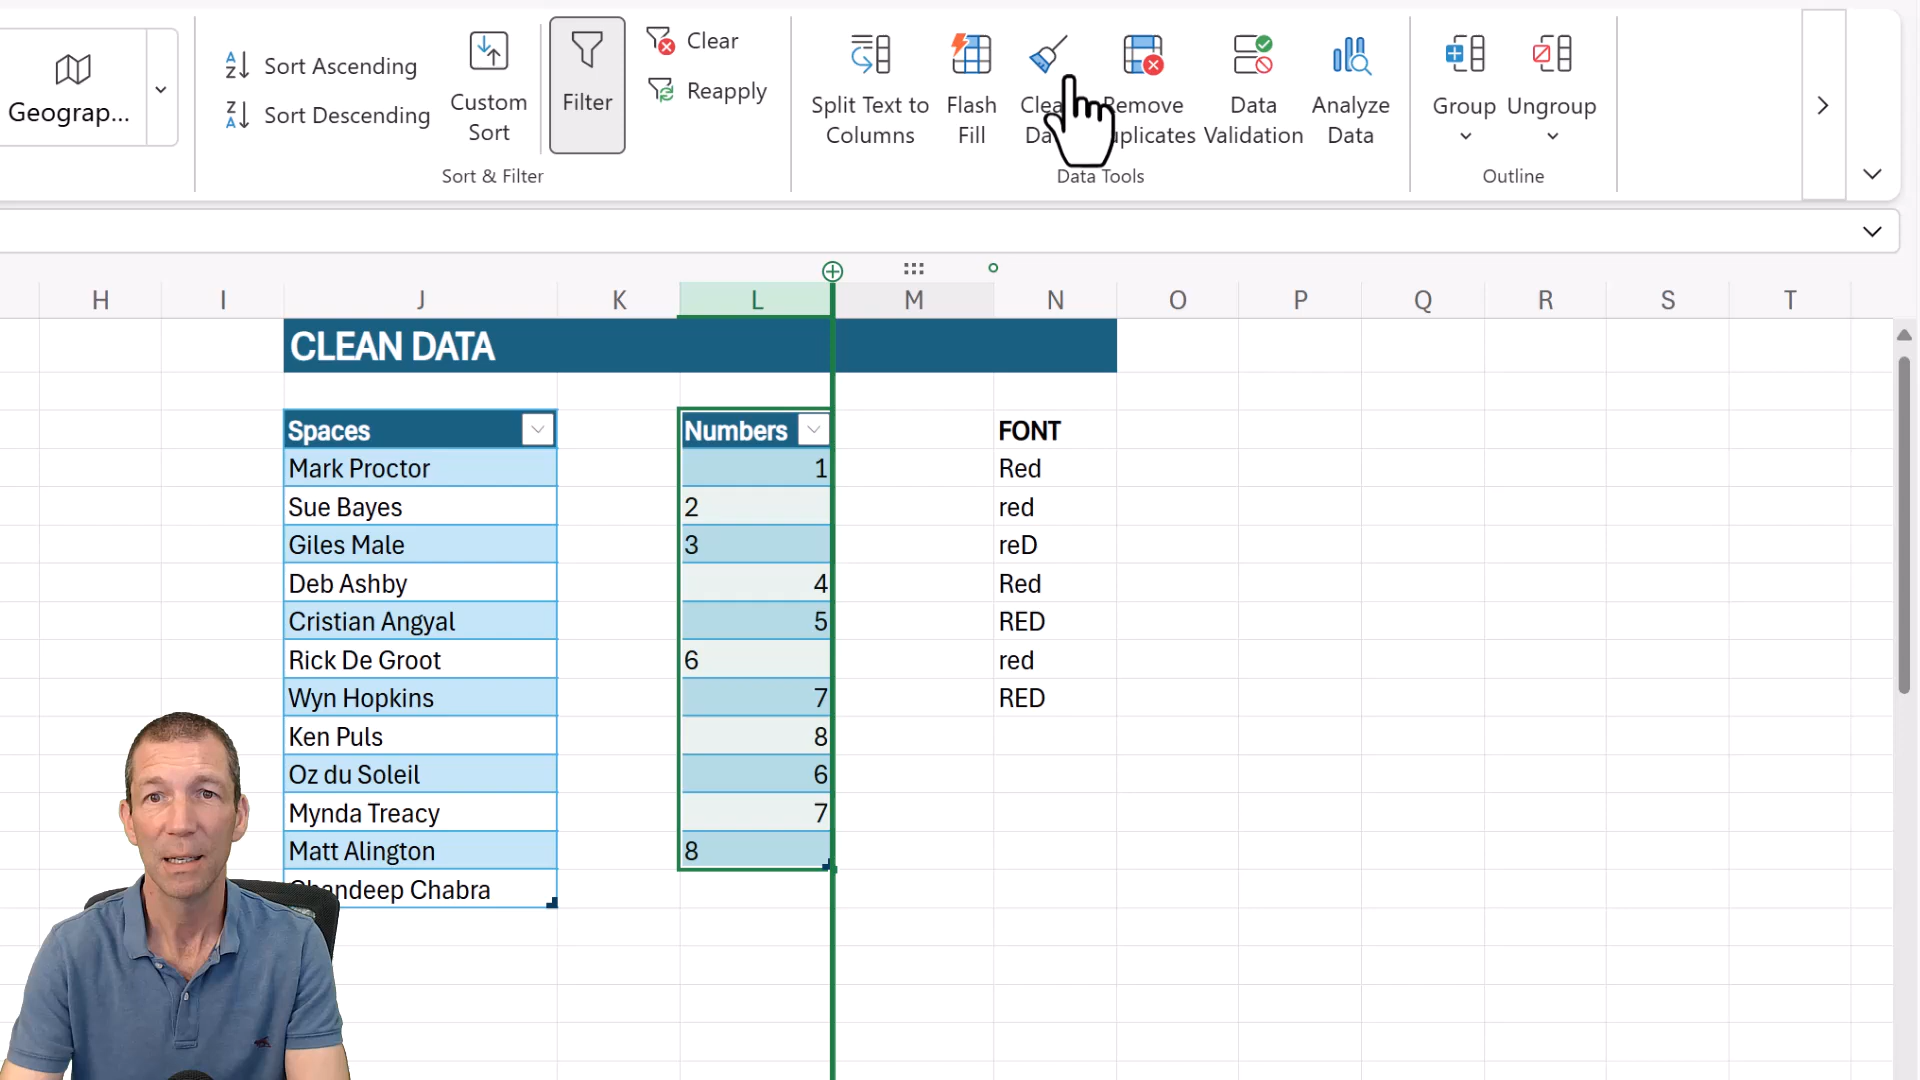 Geograp...
Sort Ascending
Sort Descending
Custom
Sort
Filter
Clear
Reapply
Sort & Filter
Split Text to
Columns
Flash
Fill
Data
Validation
Analyze
Data
Data Tools
Group
Ungroup
Outline
H I J K L M N O P Q R S T
CLEAN DATA
Spaces
Mark Proctor
Sue Bayes
Giles Male
Deb Ashby
Cristian Angyal
Rick De Groot
Wyn Hopkins
Ken Puls
Oz du Soleil
Mynda Treacy
Matt Alington
Chandeep Chabra
Numbers
1
2
3
4
5
6
7
8
6
7
8
FONT
Red
red
reD
Red
RED
red
RED